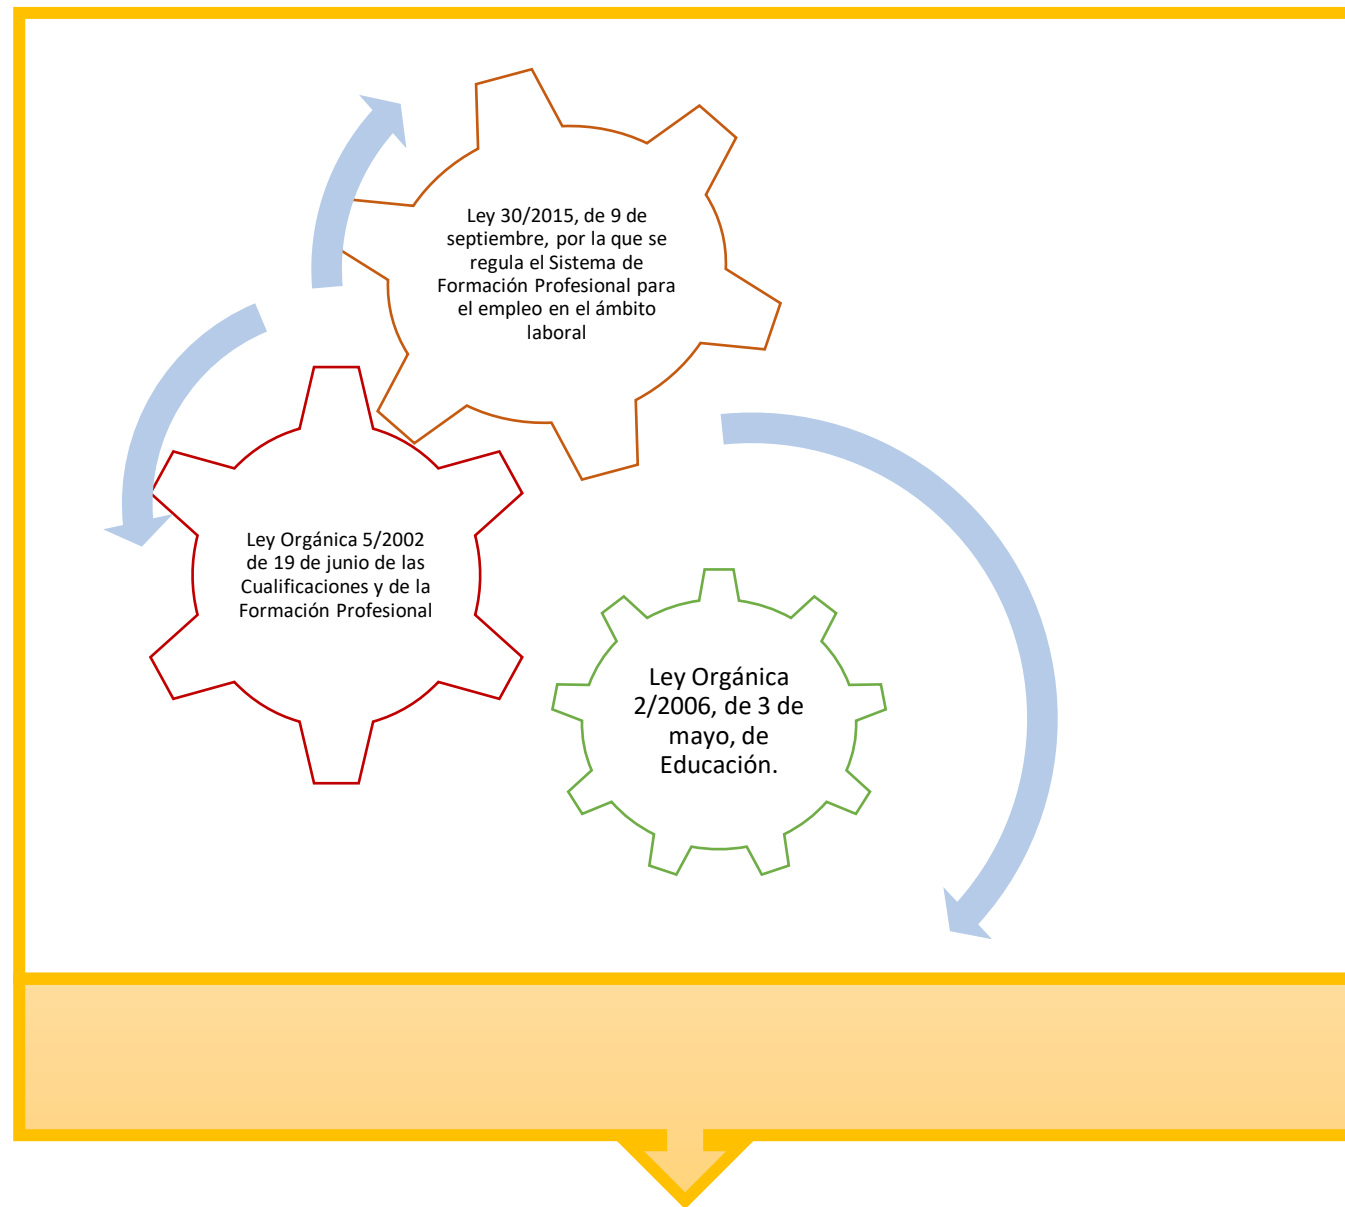 Ley 30/2015, de 9 de
septiembre, por la que se
regula el Sistema de
Formación Profesional para
el empleo en el ámbito
laboral
Ley Orgánica 5/2002
de 19 de junio de las
Cualificaciones y de la
Formación Profesional
Ley Orgánica
2/2006, de 3 de
mayo, de
Educación.